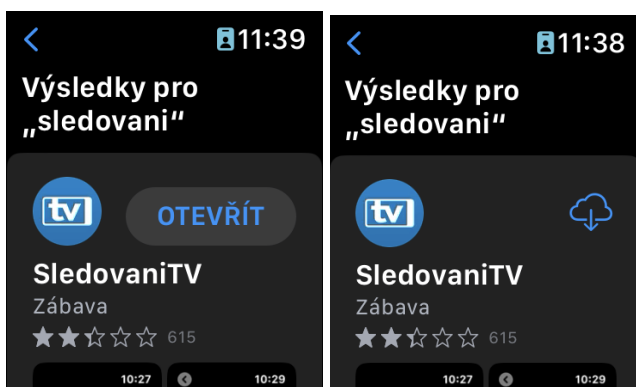 11:39
Výsledky pro
„sledovani“
tv
OTEVŘÍT
SledovaniTV
Zábava
615
10:27
10:29
11:38
Výsledky pro
„sledovani“
tv
SledovaniTV
Zábava
615
10:27
10:29